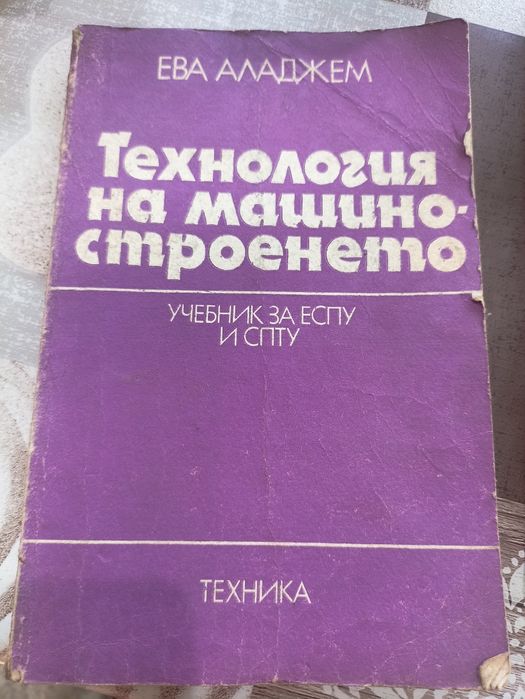 ЕВА АЛАДЖЕМ
Технология
на машино-
строенето
УЧЕБНИК ЗА ЕСПУ
И СПТУ
ТЕХНИКА